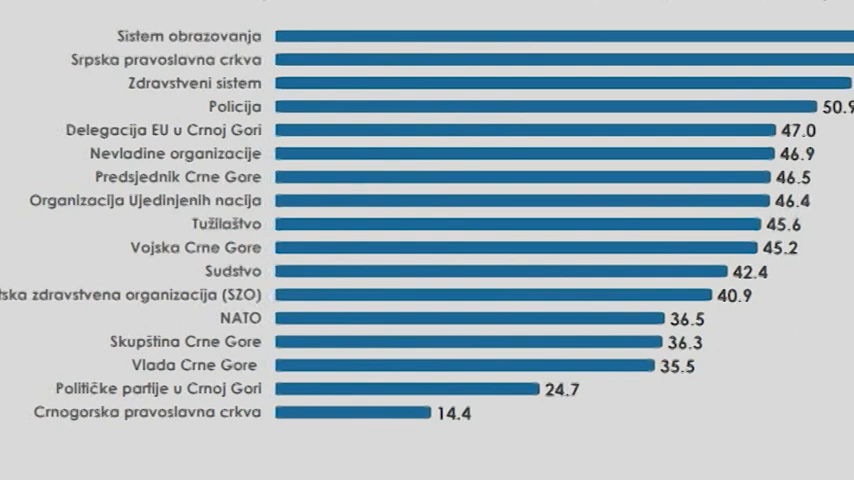 Sistem obrazovanja
Srpska pravoslavna crkva
Zdravstveni sistem
Policija 50.9
Delegacija EU u Crnoj Gori 47.0
Nevladine organizacije 46.9
Predsjednik Crne Gore 46.5
Organizacija Ujedinjenih nacija 46.4
Tužilaštvo 45.6
Vojska Crne Gore 45.2
Sudstvo 42.4
zdravstvena organizacija (SZO) 40.9
NATO 36.5
Skupština Crne Gore 36.3
Vlada Crne Gore 35.5
Političke partije u Crnoj Gori 24.7
Crnogorska pravoslavna crkva 14.4